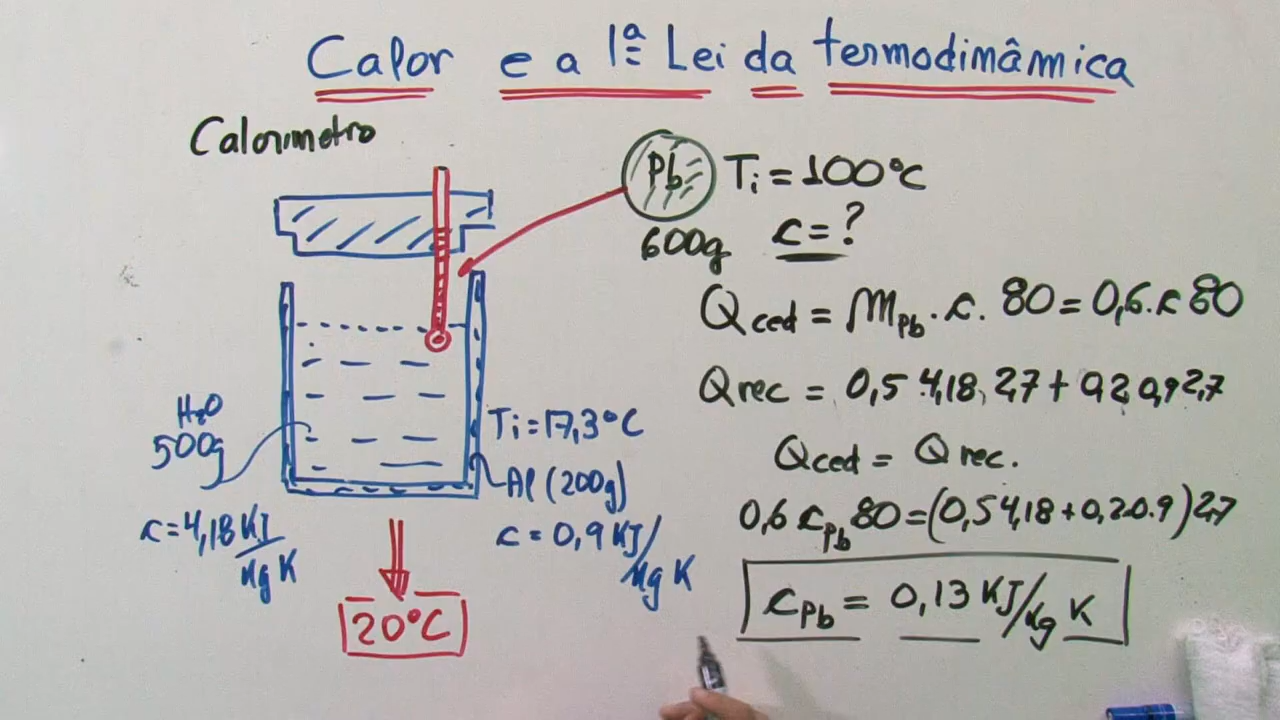 Calor e a 1ª Lei da termodinâmica
Calorimetro
Pb
Ti = 100°C
600g
c = ?
Qced = mPb . c . 80 = 0,6 . c 80
Qrec = 0,5 4,18 2,7 + 0,2 0,9 2,7
Qced = Qrec.
0,6 cPb 80 = (0,5 4,18 + 0,2 0.9) 2,7
cPb = 0,13 KJ/kg K
H2O
500g
c = 4,18 KJ/kg K
Ti = 17,3°C
Al (200g)
c = 0,9 KJ/kg K
20°C